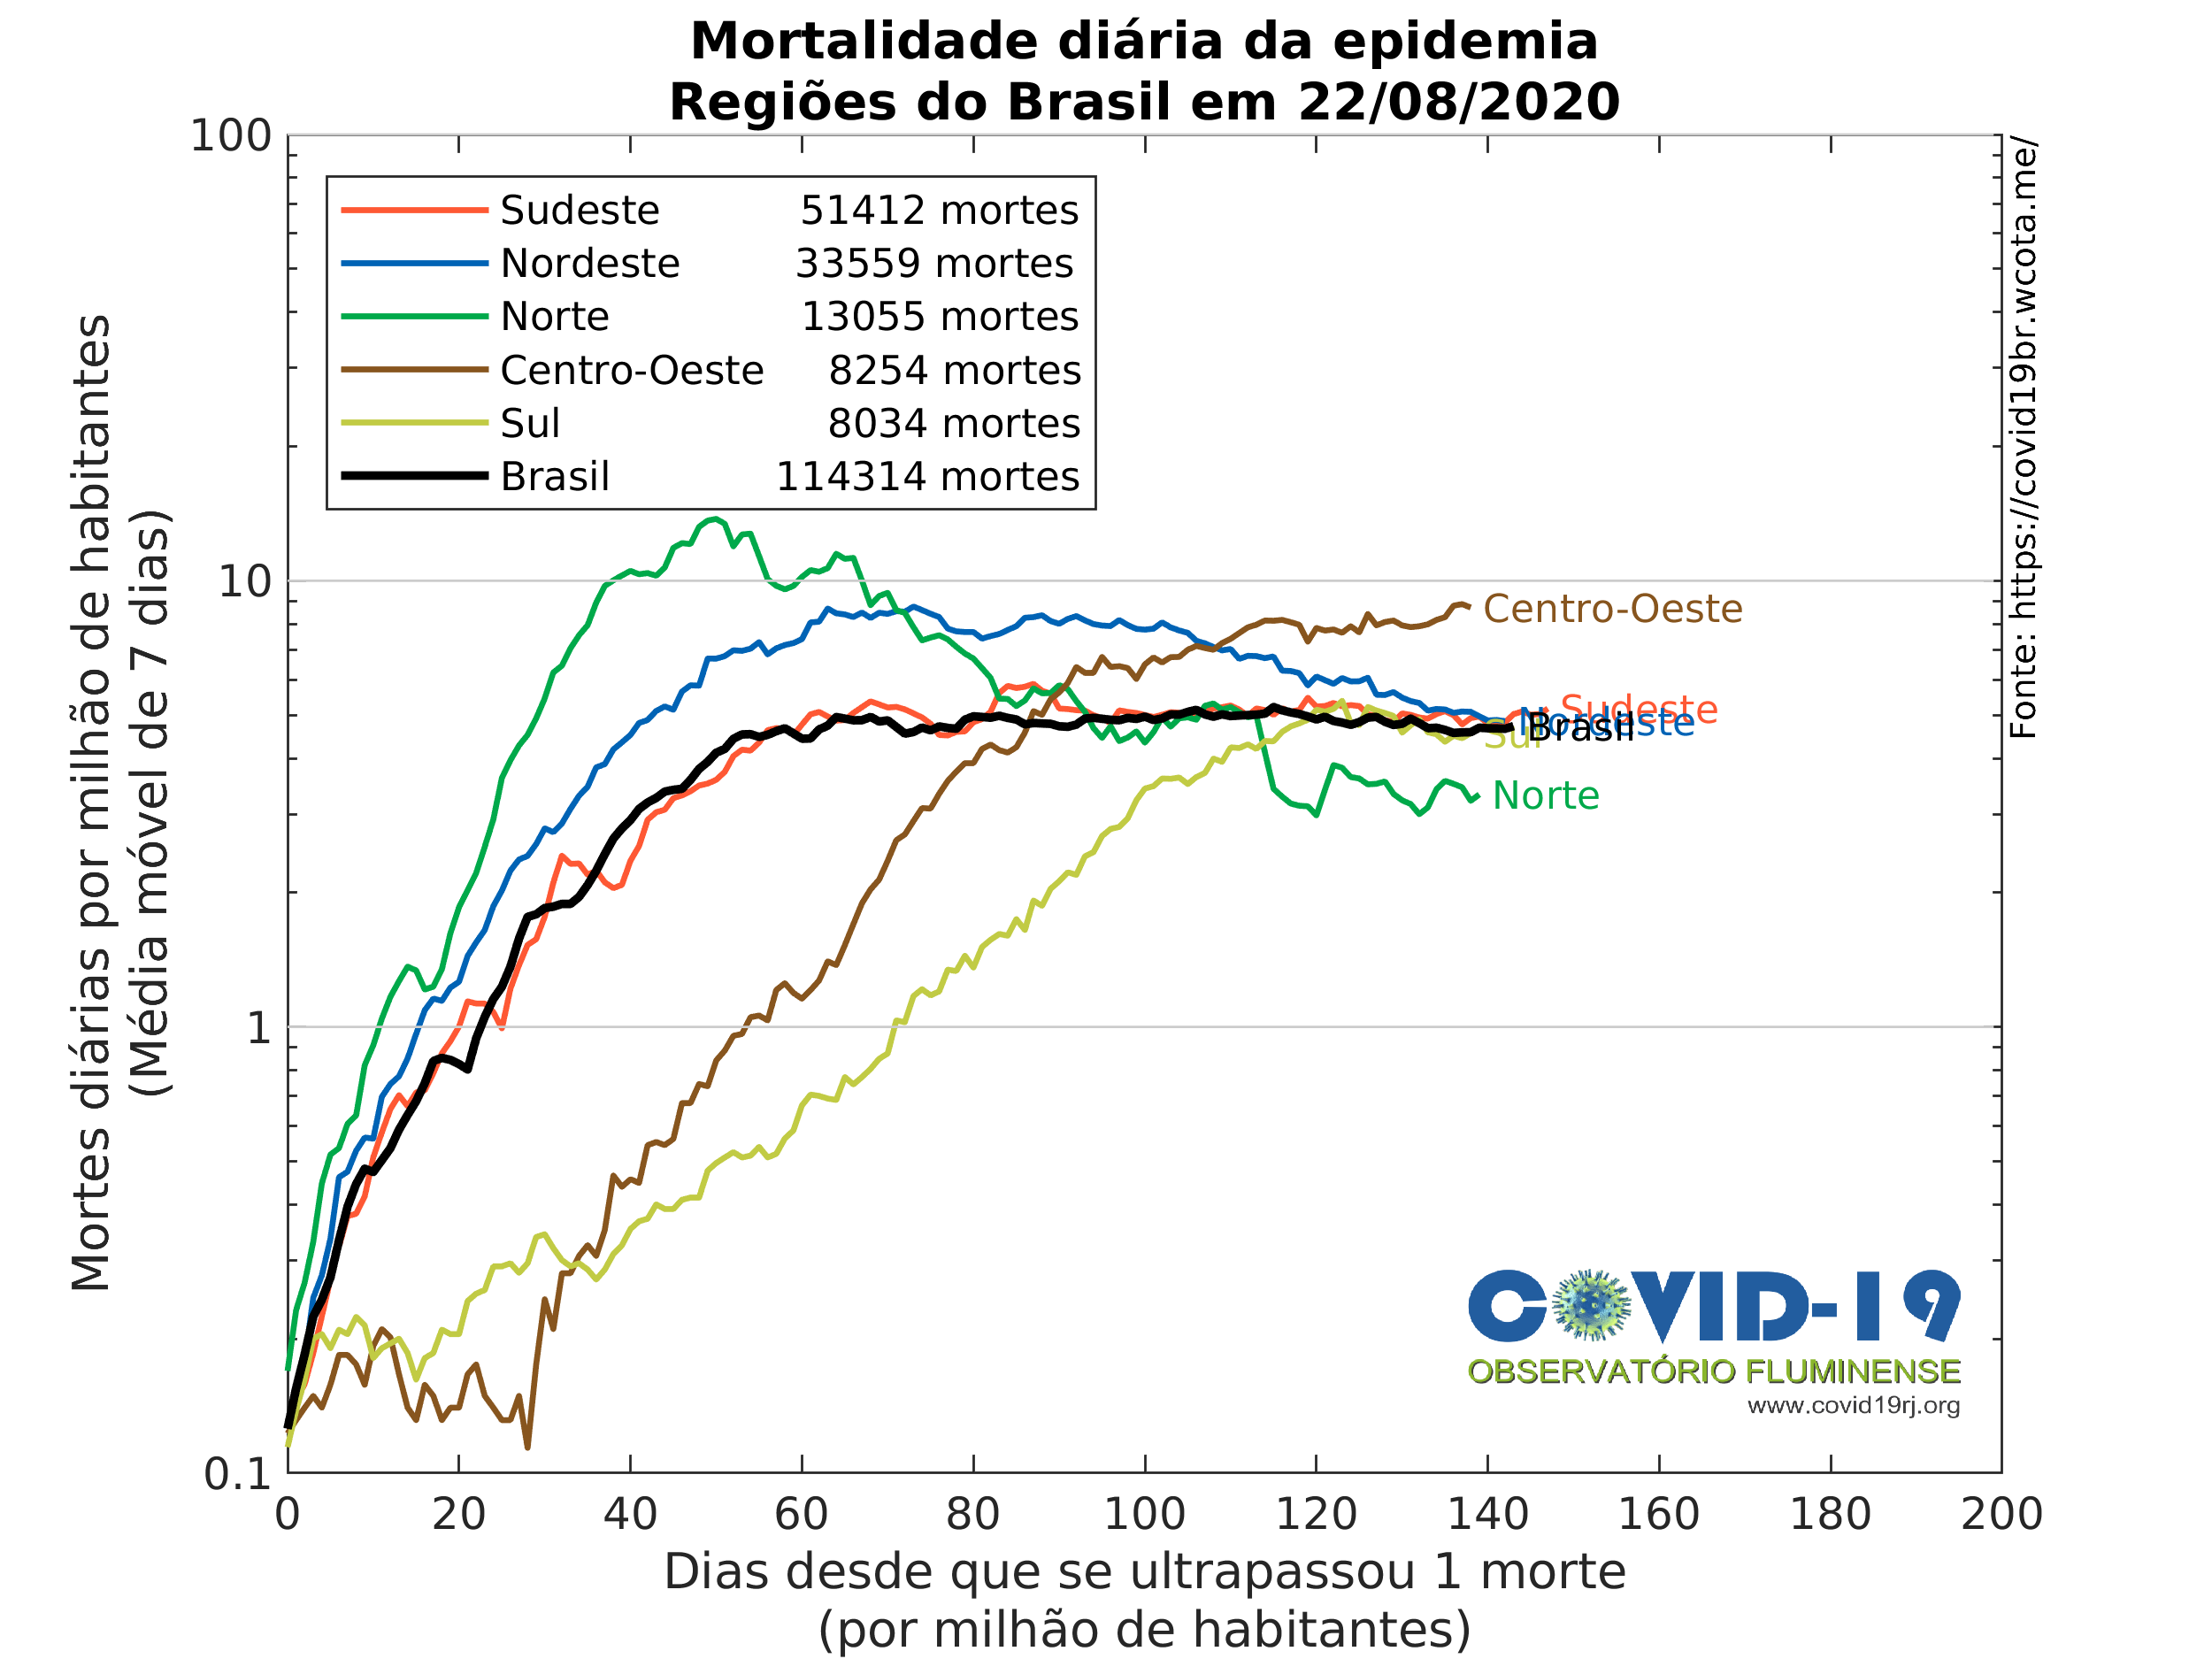 Mortalidade diária da epidemia
Regiões do Brasil em 22/08/2020
Mortes diárias por milhão de habitantes
(Média móvel de 7 dias)
100
10
1
0.1
Sudeste 51412 mortes
Nordeste 33559 mortes
Norte 13055 mortes
Centro-Oeste 8254 mortes
Sul 8034 mortes
Brasil 114314 mortes
Centro-Oeste
Sudeste
Nordeste
Brasil
Sul
Norte
Fonte: https://covid19br.wcota.me/
COVID-19
OBSERVATÓRIO FLUMINENSE
www.covid19rj.org
0 20 40 60 80 100 120 140 160 180 200
Dias desde que se ultrapassou 1 morte
(por milhão de habitantes)